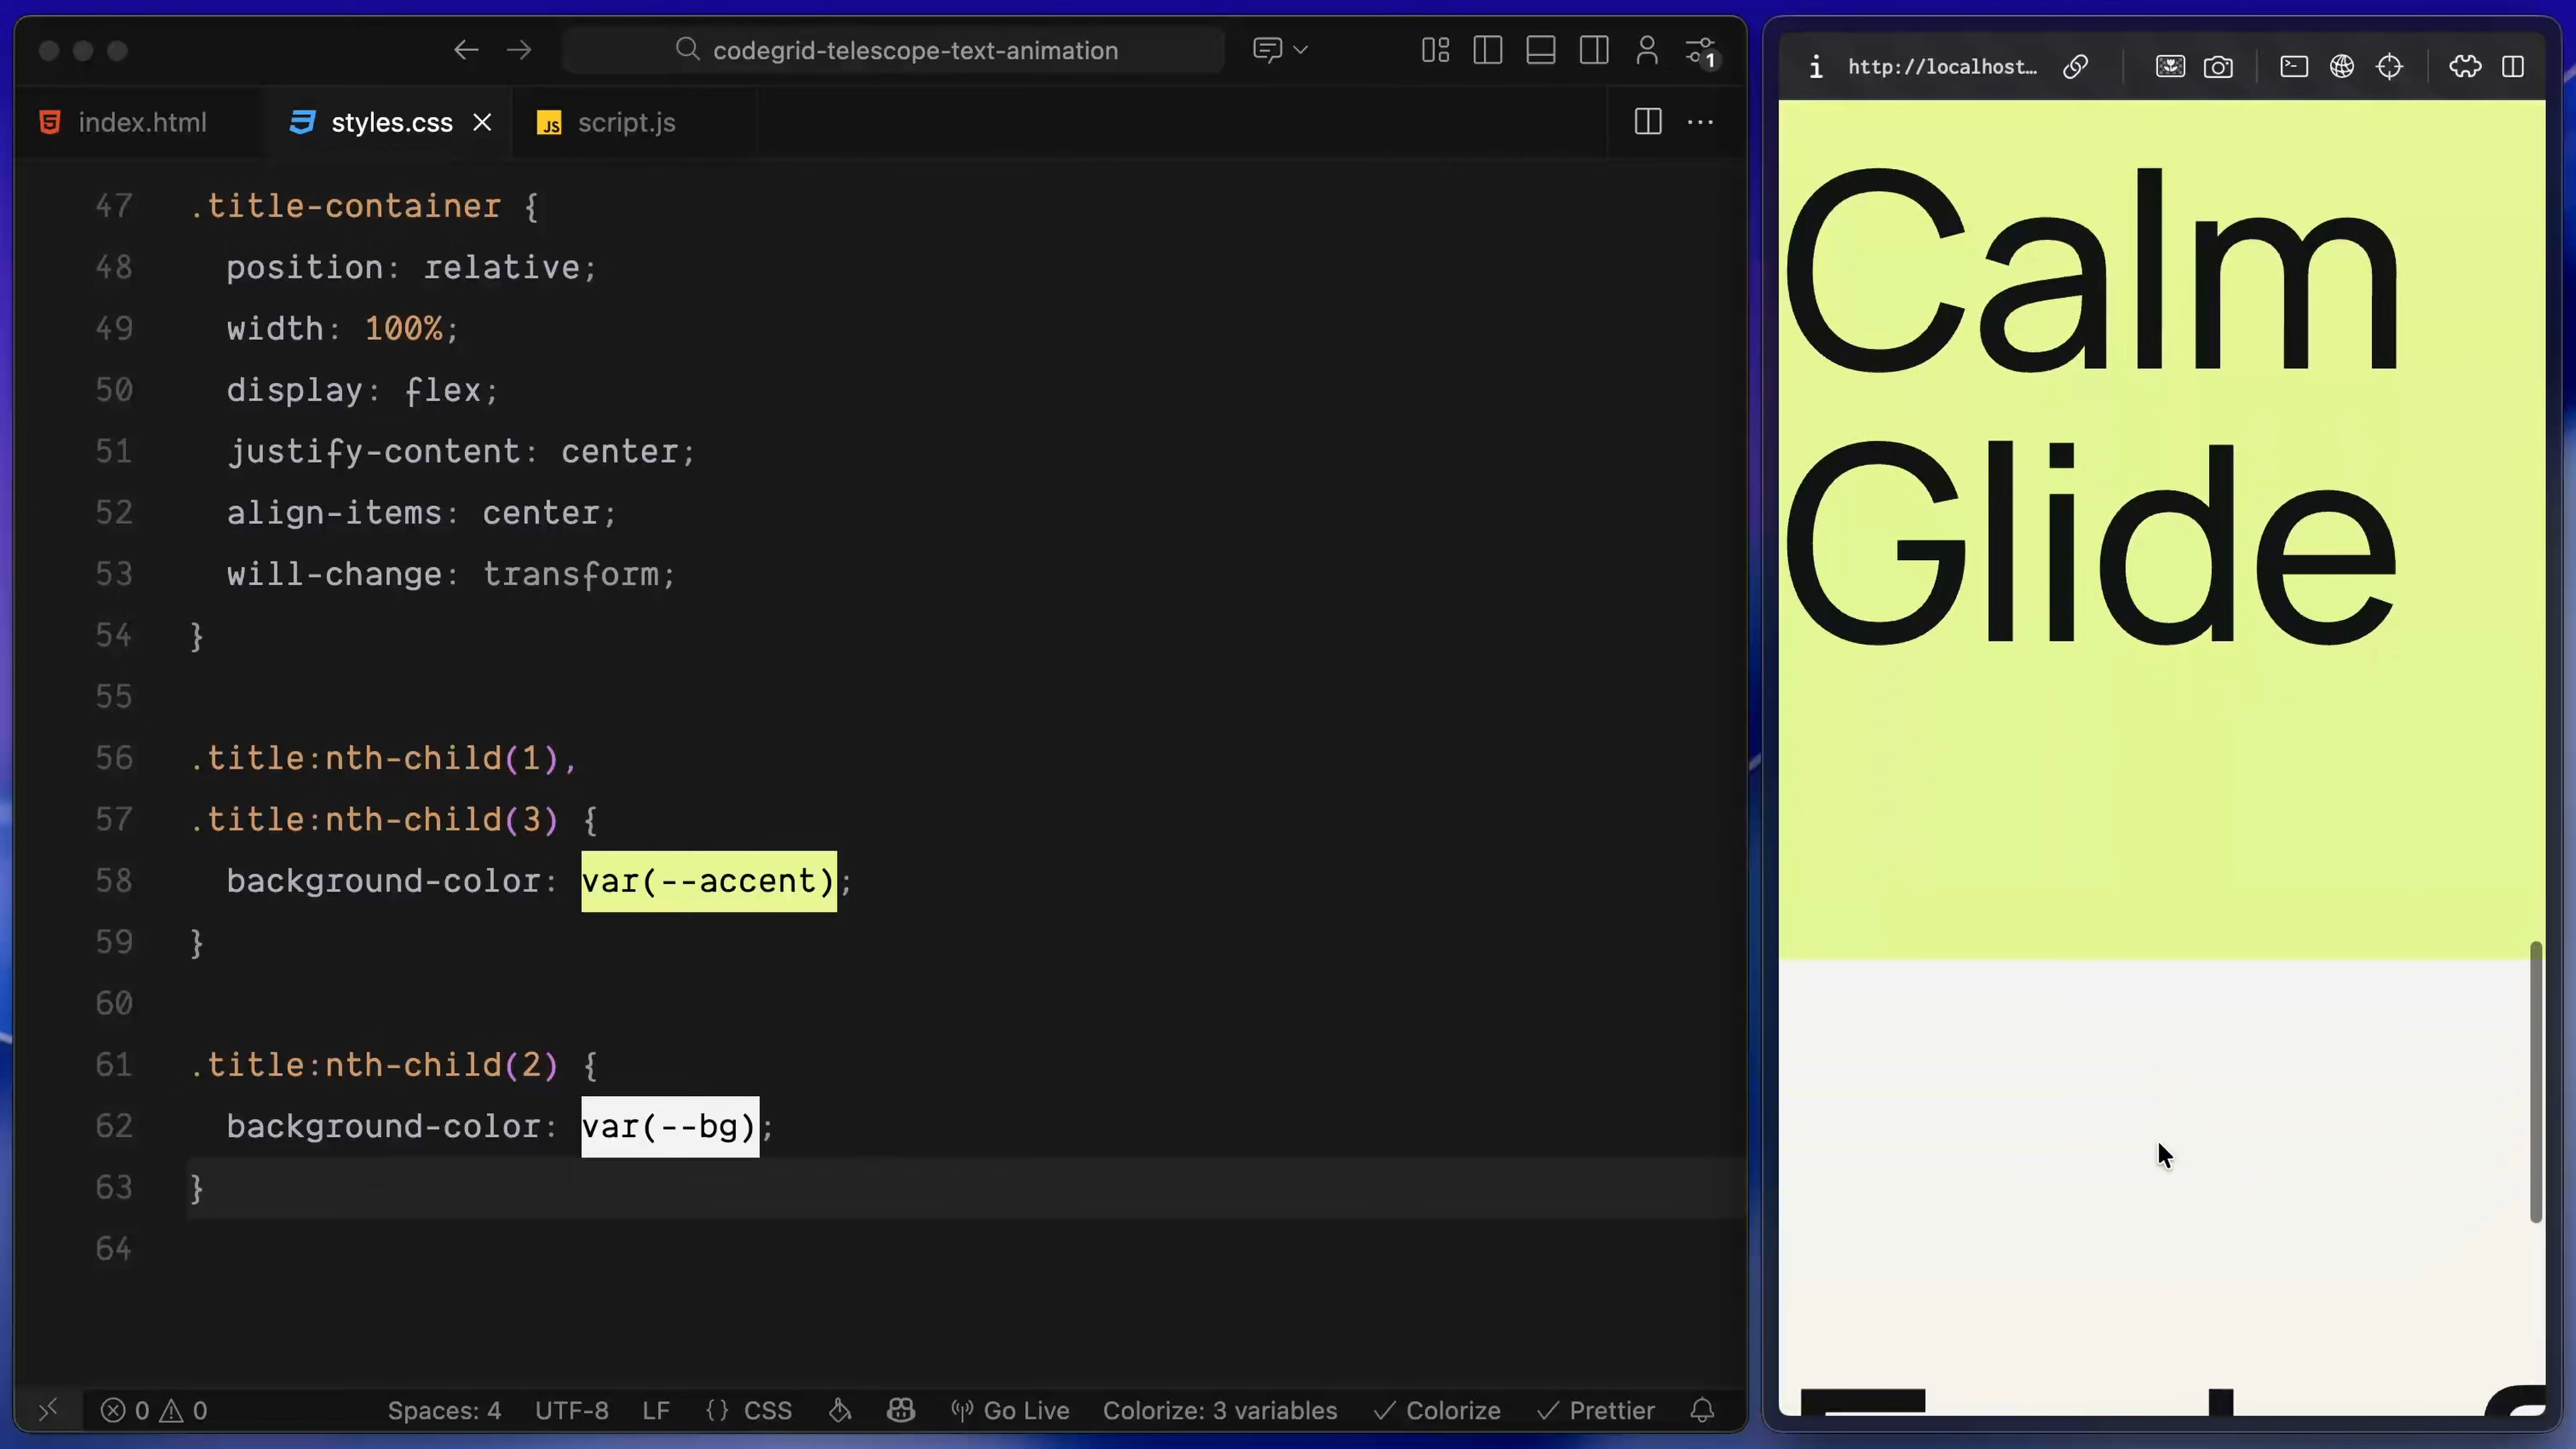 codegrid-telescope-text-animation
1
index.html
styles.css
script.js
47 .title-container {
48 position: relative;
49 width: 100%;
50 display: flex;
51 justify-content: center;
52 align-items: center;
53 will-change: transform;
54 }
55
56 .title:nth-child(1),
57 .title:nth-child(3) {
58 background-color: var(--accent);
59 }
60
61 .title:nth-child(2) {
62 background-color: var(--bg);
63 }
64
0 0 Spaces: 4 UTF-8 LF {} CSS Go Live Colorize: 3 variables Colorize Prettier
http://localhost…
Calm
Glide